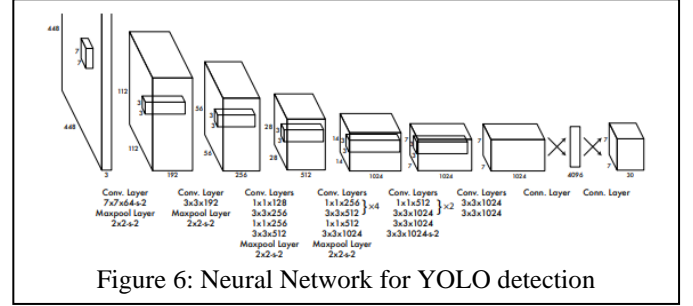 448
448
3
7
7
112
112
192
3
3
56
56
256
3
3
28
28
512
3
3
14
14
1024
3
3
7
7
1024
3
3
7
7
1024
4096
7
7
30
Conv. Layer
7x7x64-s-2
Maxpool Layer
2x2-s-2
Conv. Layer
3x3x192
Maxpool Layer
2x2-s-2
Conv. Layers
1x1x128
3x3x256
1x1x256
3x3x512
Maxpool Layer
2x2-s-2
Conv. Layers
1x1x256
3x3x512 }×4
1x1x512
3x3x1024
Maxpool Layer
2x2-s-2
Conv. Layers
1x1x512
3x3x1024 }×2
3x3x1024
3x3x1024-s-2
Conv. Layers
3x3x1024
3x3x1024
Conn. Layer
Conn. Layer
Figure 6: Neural Network for YOLO detection